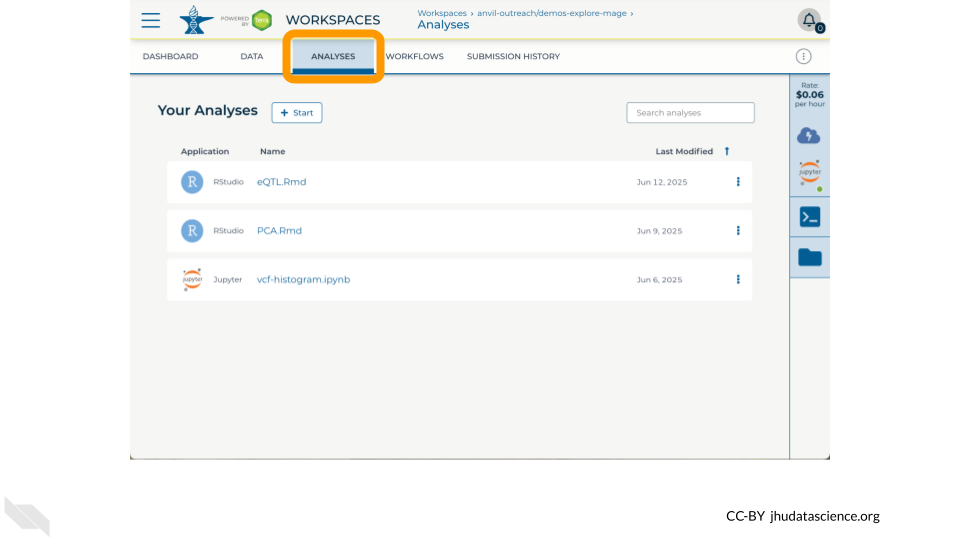 POWERED BY
Terra
WORKSPACES
Workspaces › anvil-outreach/demos-explore-mage ›
Analyses
0
DASHBOARD DATA ANALYSES WORKFLOWS SUBMISSION HISTORY
Rate:
$0.06
per hour
Your Analyses + Start Search analyses
Application Name Last Modified
jupyter
R RStudio eQTL.Rmd Jun 12, 2025
R RStudio PCA.Rmd Jun 9, 2025
jupyter Jupyter vcf-histogram.ipynb Jun 6, 2025
CC-BY jhudatascience.org